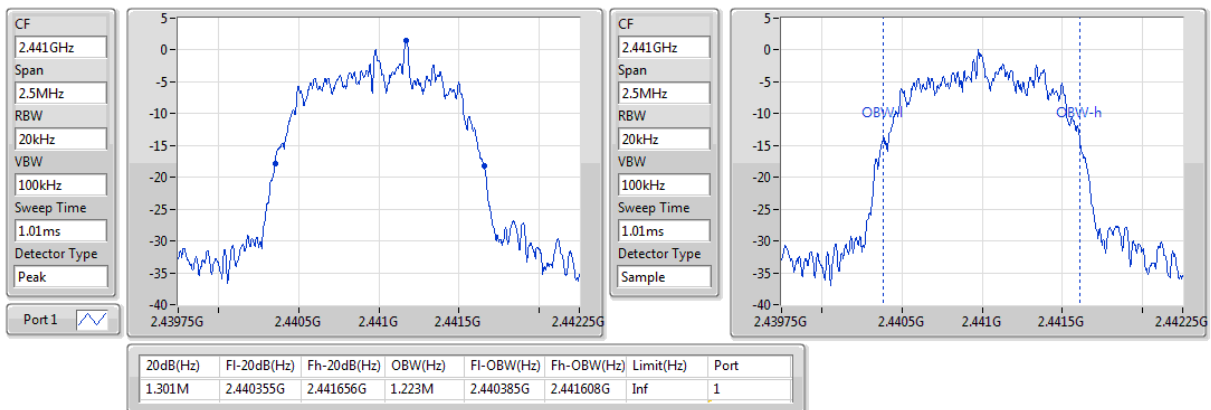 CF
2.441GHz
Span
2.5MHz
RBW
20kHz
VBW
100kHz
Sweep Time
1.01ms
Detector Type
Peak
Port 1
5-
0-
-5-
-10-
-15-
-20-
-25-
-30-
-35-
-40-
2.43975G 2.4405G 2.441G 2.4415G 2.44225G
CF
2.441GHz
Span
2.5MHz
RBW
20kHz
VBW
100kHz
Sweep Time
1.01ms
Detector Type
Sample
5-
0-
-5-
-10-
-15-
-20-
-25-
-30-
-35-
-40-
OBW-l OBW-h
2.43975G 2.4405G 2.441G 2.4415G 2.44225G
20dB(Hz) Fl-20dB(Hz) Fh-20dB(Hz) OBW(Hz) Fl-OBW(Hz) Fh-OBW(Hz) Limit(Hz) Port
1.301M 2.440355G 2.441656G 1.223M 2.440385G 2.441608G Inf 1